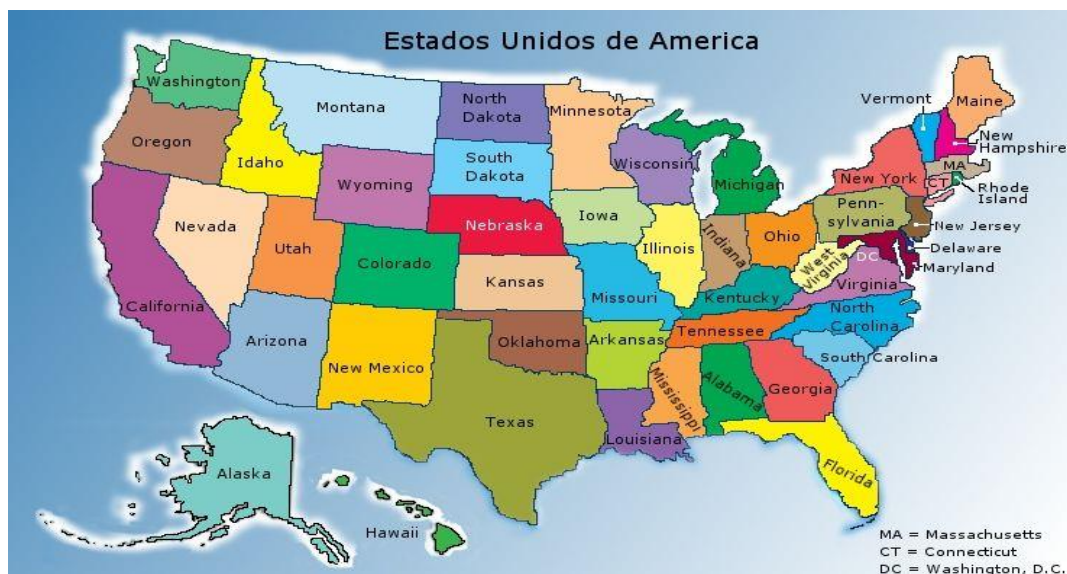 Estados Unidos de America
Washington
Oregon
Idaho
Montana
North
Dakota
Minnesota
Vermont
Maine
New
Hampshire
MA
CT
Rhode
Island
New York
Michigan
Wisconsin
South
Dakota
Wyoming
Nebraska
Iowa
Nevada
Utah
Colorado
Kansas
Illinois
Indiana
Ohio
Penn-
sylvania
New Jersey
Delaware
Maryland
DC
West
Virginia
Virginia
Kentucky
Missouri
California
Arizona
New Mexico
Oklahoma
Arkansas
Tennessee
North
Carolina
South Carolina
Georgia
Alabama
Mississippi
Texas
Louisiana
Florida
Alaska
Hawaii
MA = Massachusetts
CT = Connecticut
DC = Washington, D.C.